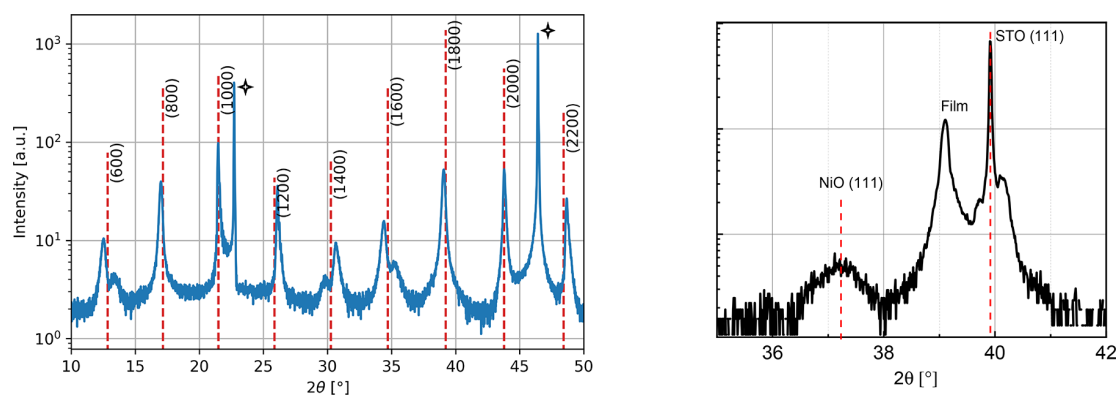 10³
10²
10¹
10⁰
Intensity [a.u.]
(600)
(800)
(1000)
(1200)
(1400)
(1600)
(1800)
(2000)
(2200)
10 15 20 25 30 35 40 45 50
2θ [°]
STO (111)
Film
NiO (111)
36 38 40 42
2θ [°]